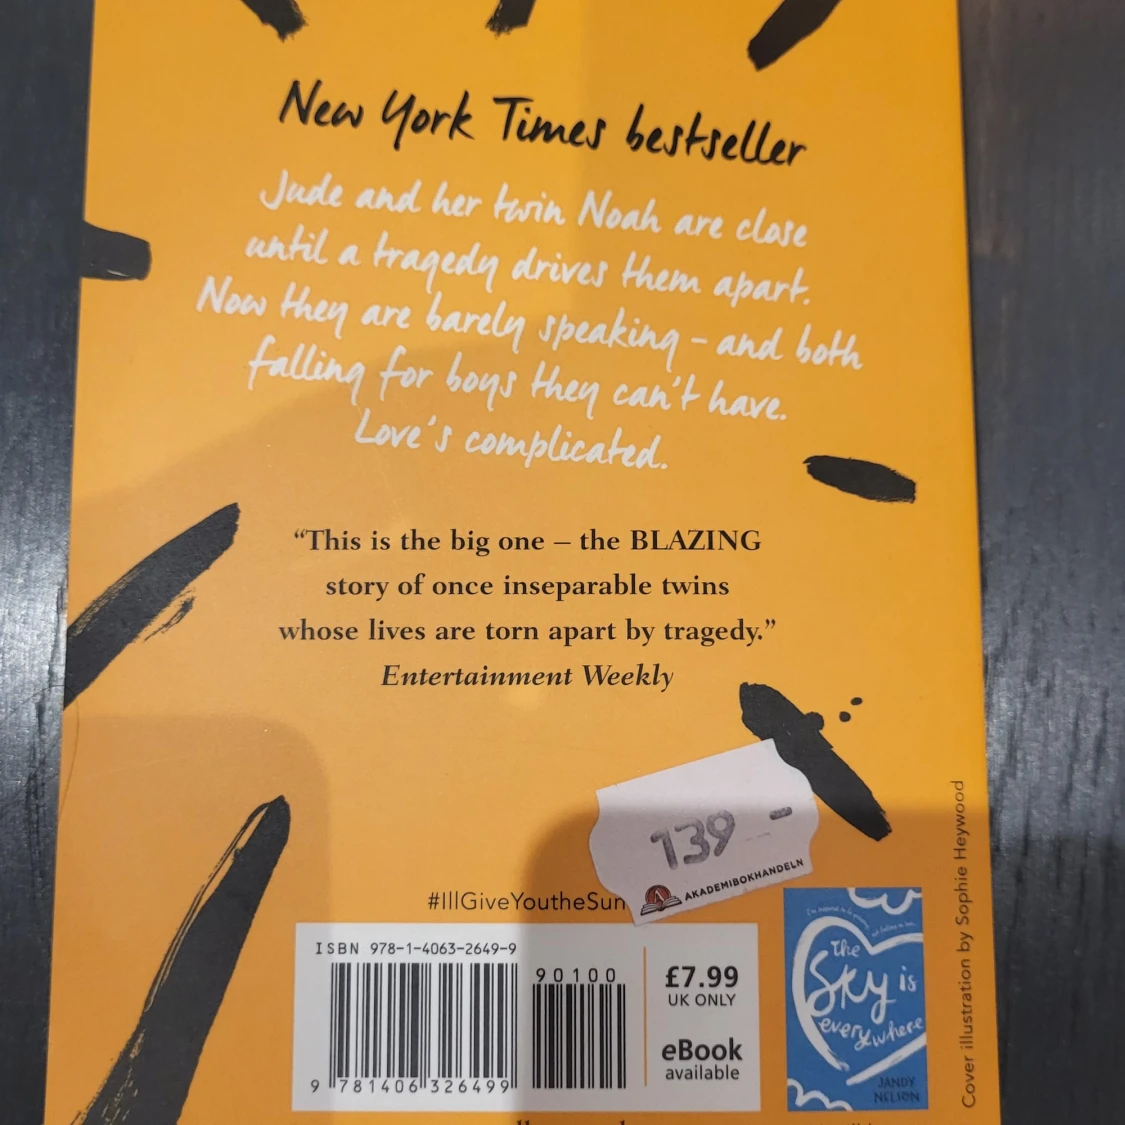 New York Times bestseller
Jude and her twin Noah are close
until a tragedy drives them apart.
Now they are barely speaking – and both
falling for boys they can't have.
Love's complicated.
“This is the big one – the BLAZING
story of once inseparable twins
whose lives are torn apart by tragedy.”
Entertainment Weekly
139 -
AKADEMIBOKHANDELN
#IllGiveYoutheSun
ISBN 978-1-4063-2649-9
90100
9 781406 326499
£7.99
UK ONLY
eBook
available
the
Sky is
everywhere
JANDY
NELSON
Cover illustration by Sophie Heywood